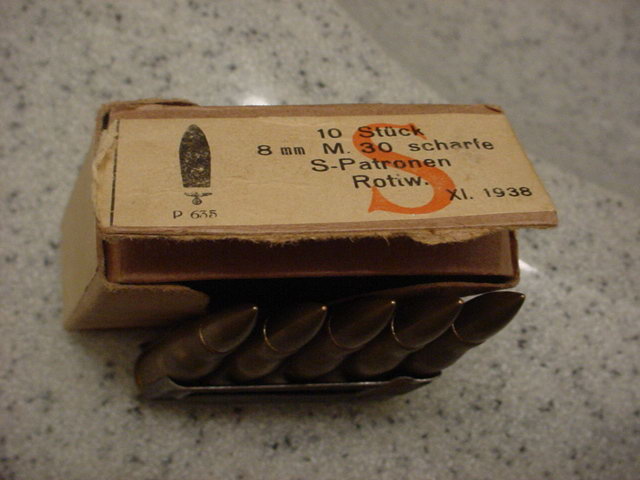 10 Stück
8 mm M. 30 scharfe
S-Patronen
Rotiw.
XI. 1938
S
P 635